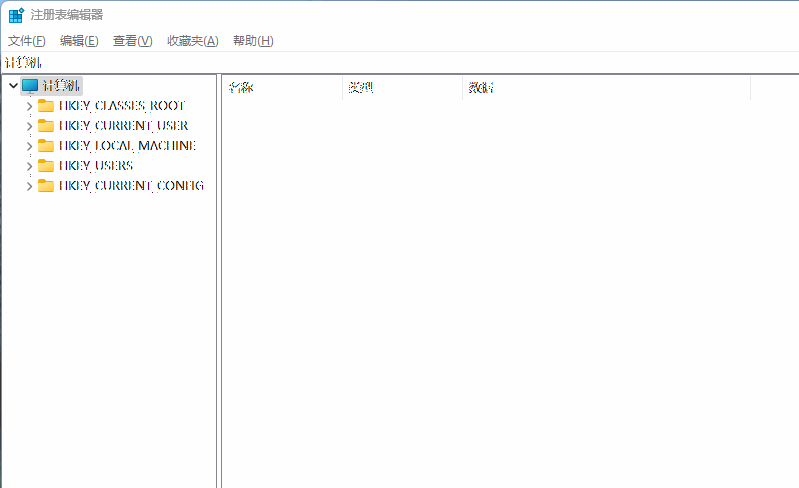 注册表编辑器
文件(F) 编辑(E) 查看(V) 收藏夹(A) 帮助(H)
计算机
计算机
HKEY_CLASSES_ROOT
HKEY_CURRENT_USER
HKEY_LOCAL_MACHINE
HKEY_USERS
HKEY_CURRENT_CONFIG
名称 类型 数据